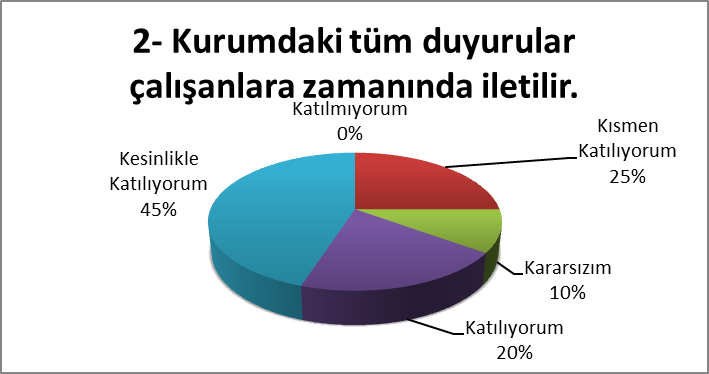 2- Kurumdaki tüm duyurular
çalışanlara zamanında iletilir.
Katılmıyorum
0%
Kısmen
Katılıyorum
25%
Kararsızım
10%
Katılıyorum
20%
Kesinlikle
Katılıyorum
45%